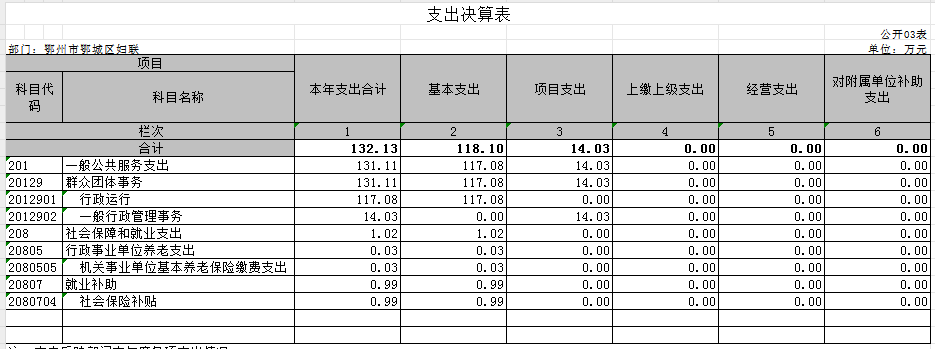 支出决算表
公开03表
部门：鄂州市鄂城区妇联 单位：万元
项目 本年支出合计 基本支出 项目支出 上缴上级支出 经营支出 对附属单位补助支出
科目代码 科目名称
栏次 1 2 3 4 5 6
合计 132.13 118.10 14.03 0.00 0.00 0.00
201 一般公共服务支出 131.11 117.08 14.03 0.00 0.00 0.00
20129 群众团体事务 131.11 117.08 14.03 0.00 0.00 0.00
2012901 行政运行 117.08 117.08 0.00 0.00 0.00 0.00
2012902 一般行政管理事务 14.03 0.00 14.03 0.00 0.00 0.00
208 社会保障和就业支出 1.02 1.02 0.00 0.00 0.00 0.00
20805 行政事业单位养老支出 0.03 0.03 0.00 0.00 0.00 0.00
2080505 机关事业单位基本养老保险缴费支出 0.03 0.03 0.00 0.00 0.00 0.00
20807 就业补助 0.99 0.99 0.00 0.00 0.00 0.00
2080704 社会保险补贴 0.99 0.99 0.00 0.00 0.00 0.00